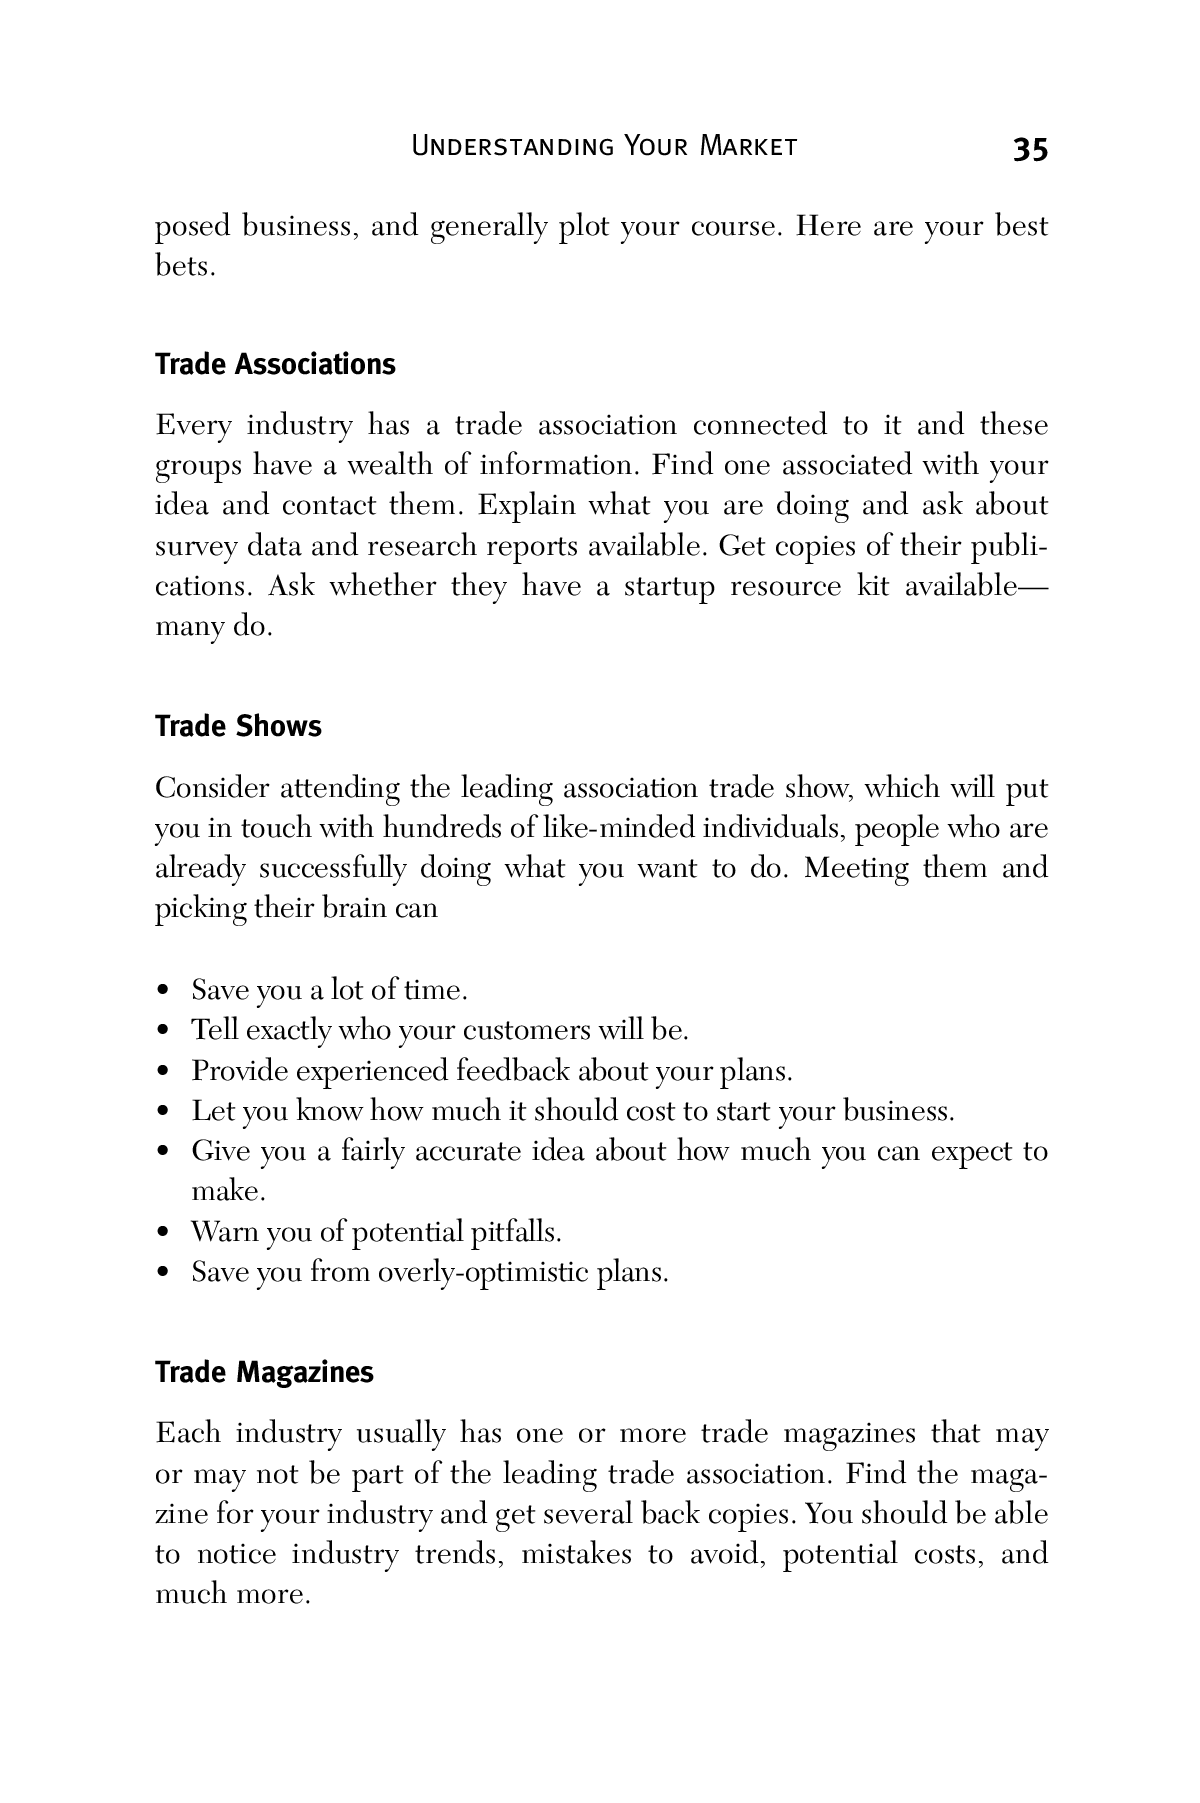 Understanding Your Market 35
posed business, and generally plot your course. Here are your best
bets.
Trade Associations
Every industry has a trade association connected to it and these
groups have a wealth of information. Find one associated with your
idea and contact them. Explain what you are doing and ask about
survey data and research reports available. Get copies of their publi-
cations. Ask whether they have a startup resource kit available—
many do.
Trade Shows
Consider attending the leading association trade show, which will put
you in touch with hundreds of like-minded individuals, people who are
already successfully doing what you want to do. Meeting them and
picking their brain can
• Save you a lot of time.
• Tell exactly who your customers will be.
• Provide experienced feedback about your plans.
• Let you know how much it should cost to start your business.
• Give you a fairly accurate idea about how much you can expect to
make.
• Warn you of potential pitfalls.
• Save you from overly-optimistic plans.
Trade Magazines
Each industry usually has one or more trade magazines that may
or may not be part of the leading trade association. Find the maga-
zine for your industry and get several back copies. You should be able
to notice industry trends, mistakes to avoid, potential costs, and
much more.